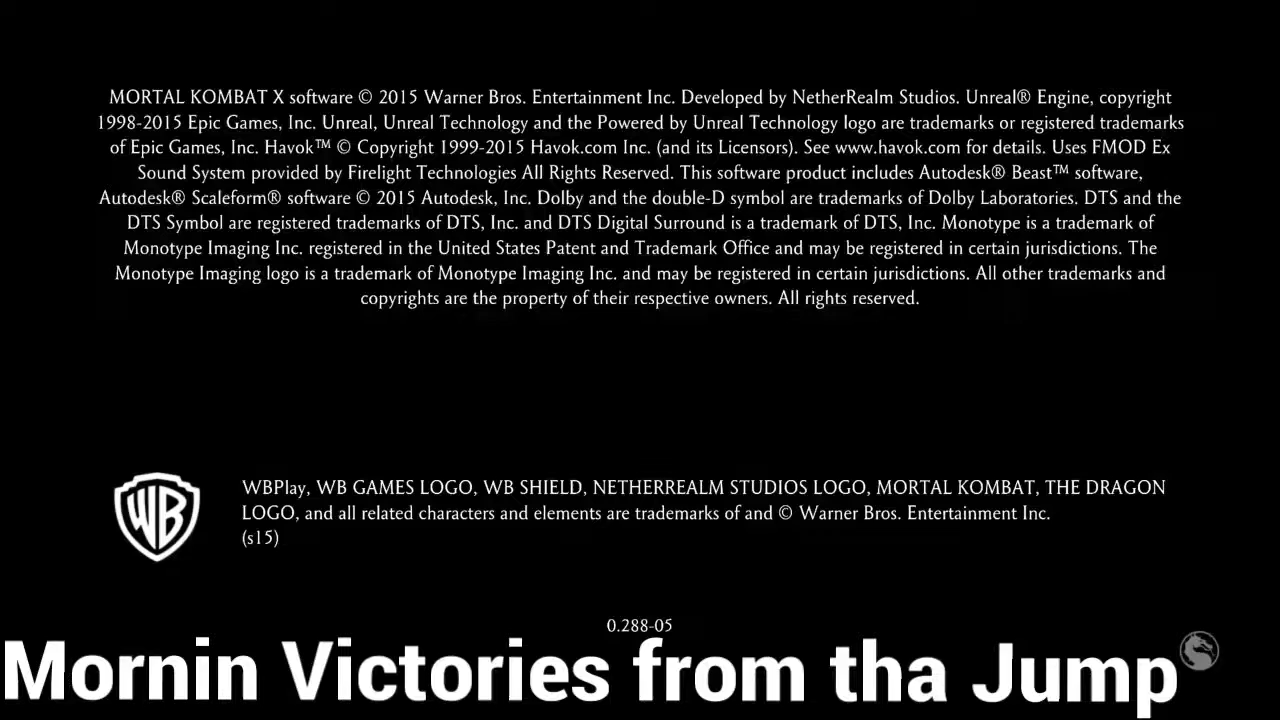 MORTAL KOMBAT X software © 2015 Warner Bros. Entertainment Inc. Developed by NetherRealm Studios. Unreal® Engine, copyright
1998-2015 Epic Games, Inc. Unreal, Unreal Technology and the Powered by Unreal Technology logo are trademarks or registered trademarks
of Epic Games, Inc. Havok™ © Copyright 1999-2015 Havok.com Inc. (and its Licensors). See www.havok.com for details. Uses FMOD Ex
Sound System provided by Firelight Technologies All Rights Reserved. This software product includes Autodesk® Beast™ software,
Autodesk® Scaleform® software © 2015 Autodesk, Inc. Dolby and the double-D symbol are trademarks of Dolby Laboratories. DTS and the
DTS Symbol are registered trademarks of DTS, Inc. and DTS Digital Surround is a trademark of DTS, Inc. Monotype is a trademark of
Monotype Imaging Inc. registered in the United States Patent and Trademark Office and may be registered in certain jurisdictions. The
Monotype Imaging logo is a trademark of Monotype Imaging Inc. and may be registered in certain jurisdictions. All other trademarks and
copyrights are the property of their respective owners. All rights reserved.
WB
WBPlay, WB GAMES LOGO, WB SHIELD, NETHERREALM STUDIOS LOGO, MORTAL KOMBAT, THE DRAGON
LOGO, and all related characters and elements are trademarks of and © Warner Bros. Entertainment Inc.
(s15)
0.288-05
Mornin Victories from tha Jump